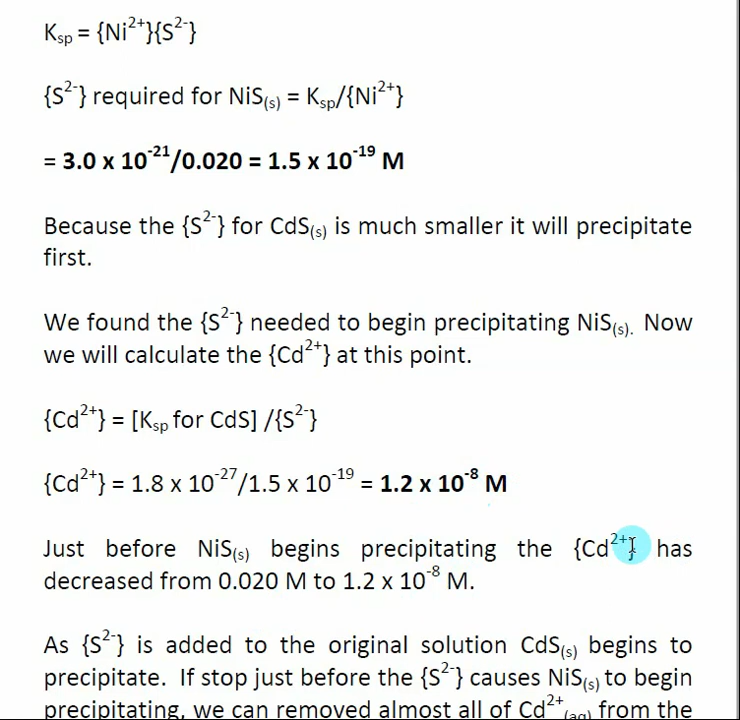 Ksp = {Ni²⁺}{S²⁻}
{S²⁻} required for NiS(s) = Ksp/{Ni²⁺}
= 3.0 x 10⁻²¹/0.020 = 1.5 x 10⁻¹⁹ M
Because the {S²⁻} for CdS(s) is much smaller it will precipitate
first.
We found the {S²⁻} needed to begin precipitating NiS(s). Now
we will calculate the {Cd²⁺} at this point.
{Cd²⁺} = [Ksp for CdS] /{S²⁻}
{Cd²⁺} = 1.8 x 10⁻²⁷/1.5 x 10⁻¹⁹ = 1.2 x 10⁻⁸ M
Just before NiS(s) begins precipitating the {Cd²⁺} has
decreased from 0.020 M to 1.2 x 10⁻⁸ M.
As {S²⁻} is added to the original solution CdS(s) begins to
precipitate. If stop just before the {S²⁻} causes NiS(s) to begin
precipitating, we can removed almost all of Cd²⁺(aq) from the